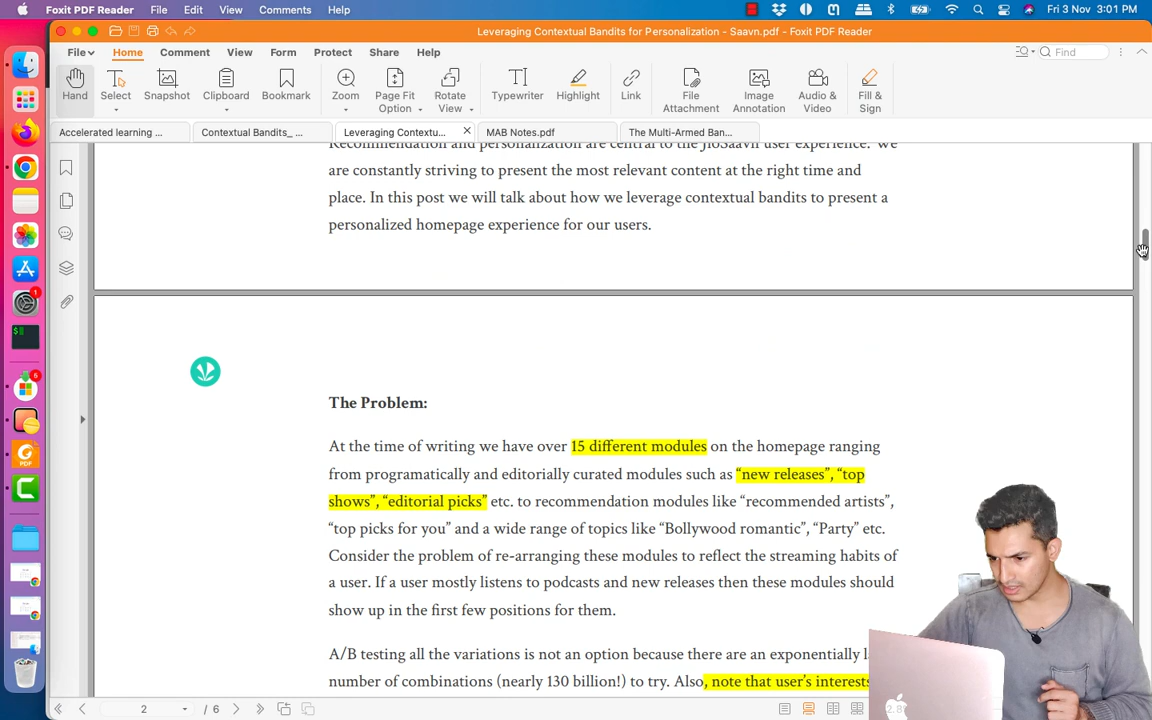 Foxit PDF Reader File Edit View Comments Help
Fri 3 Nov 3:01 PM
Leveraging Contextual Bandits for Personalization - Saavn.pdf - Foxit PDF Reader
File Home Comment View Form Protect Share Help
Find
Hand Select Snapshot Clipboard Bookmark Zoom Page Fit Option Rotate View Typewriter Highlight Link File Attachment Image Annotation Audio & Video Fill & Sign
Accelerated learning ... Contextual Bandits_ ... Leveraging Contextu... MAB Notes.pdf The Multi-Armed Ban...
Recommendation and personalization are central to the JioSaavn user experience. We
are constantly striving to present the most relevant content at the right time and
place. In this post we will talk about how we leverage contextual bandits to present a
personalized homepage experience for our users.
The Problem:
At the time of writing we have over 15 different modules on the homepage ranging
from programatically and editorially curated modules such as “new releases”, “top
shows”, “editorial picks” etc. to recommendation modules like “recommended artists”,
“top picks for you” and a wide range of topics like “Bollywood romantic”, “Party” etc.
Consider the problem of re-arranging these modules to reflect the streaming habits of
a user. If a user mostly listens to podcasts and new releases then these modules should
show up in the first few positions for them.
A/B testing all the variations is not an option because there are an exponentially
number of combinations (nearly 130 billion!) to try. Also, note that user’s interests
2 / 6